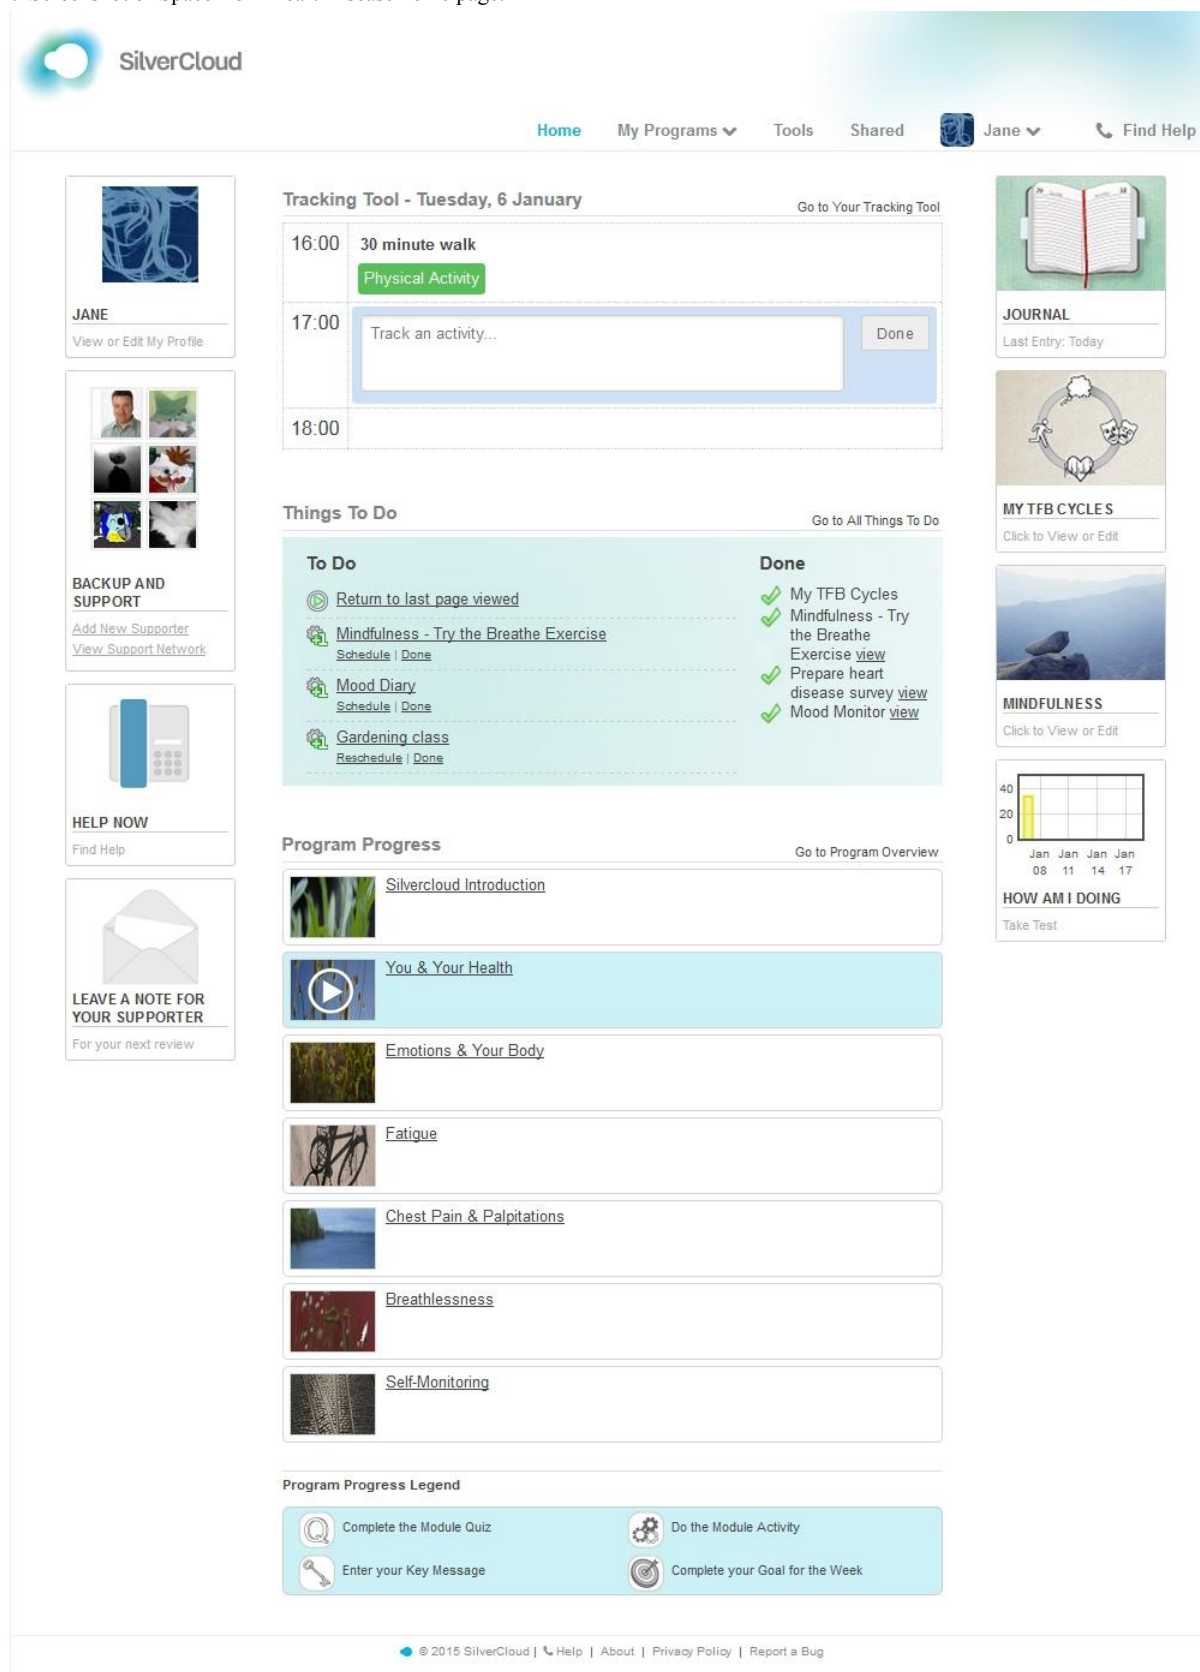 SilverCloud
Home My Programs Tools Shared Jane Find Help
JANE
View or Edit My Profile
BACKUP AND
SUPPORT
Add New Supporter
View Support Network
HELP NOW
Find Help
LEAVE A NOTE FOR
YOUR SUPPORTER
For your next review
Tracking Tool - Tuesday, 6 January
Go to Your Tracking Tool
16:00 30 minute walk
Physical Activity
17:00 Track an activity... Done
18:00
Things To Do
Go to All Things To Do
To Do
Return to last page viewed
Mindfulness - Try the Breathe Exercise
Schedule | Done
Mood Diary
Schedule | Done
Gardening class
Reschedule | Done
Done
My TFB Cycles
Mindfulness - Try
the Breathe
Exercise view
Prepare heart
disease survey view
Mood Monitor view
Program Progress
Go to Program Overview
Silvercloud Introduction
You & Your Health
Emotions & Your Body
Fatigue
Chest Pain & Palpitations
Breathlessness
Self-Monitoring
Program Progress Legend
Complete the Module Quiz
Do the Module Activity
Enter your Key Message
Complete your Goal for the Week
JOURNAL
Last Entry: Today
MY TFB CYCLES
Click to View or Edit
MINDFULNESS
Click to View or Edit
40
20
0
Jan Jan Jan Jan
08 11 14 17
HOW AM I DOING
Take Test
© 2015 SilverCloud | Help | About | Privacy Policy | Report a Bug